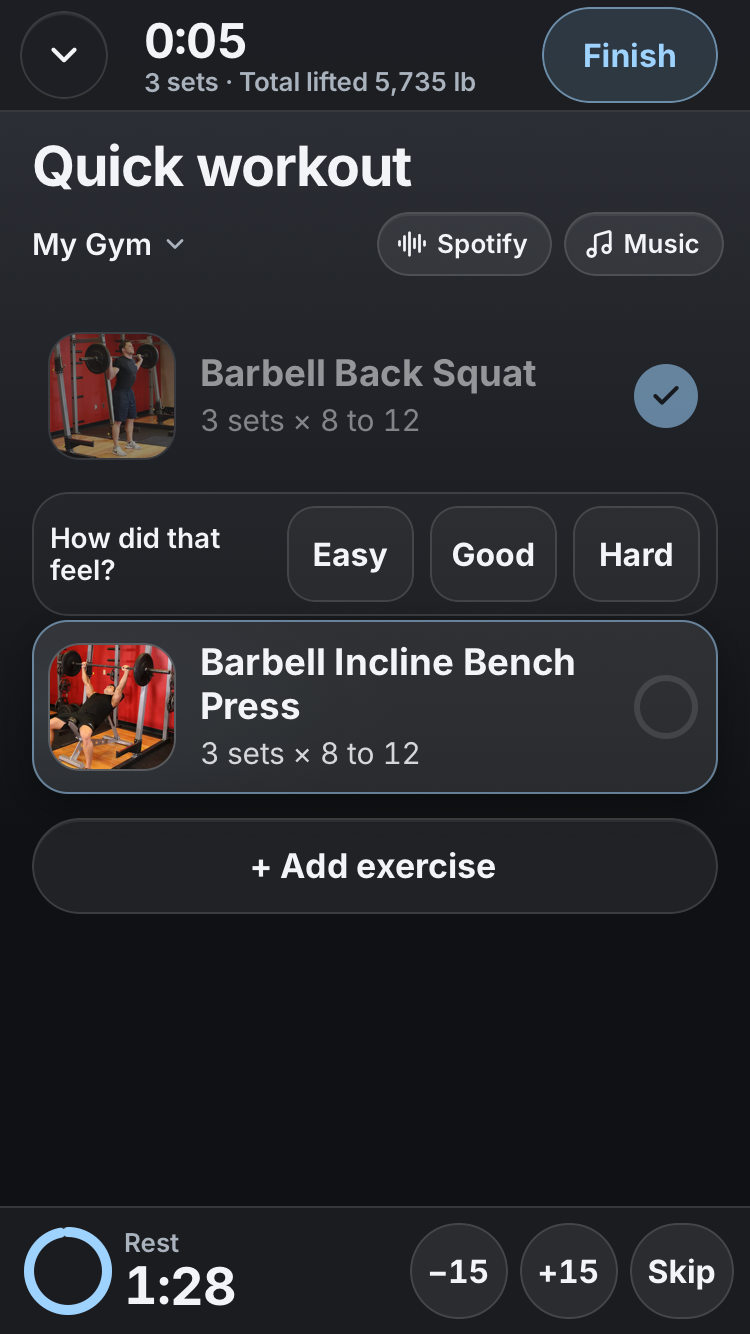 0:05
3 sets · Total lifted 5,735 lb
Finish
Quick workout
My Gym
Spotify
Music
Barbell Back Squat
3 sets × 8 to 12
How did that
feel?
Easy
Good
Hard
Barbell Incline Bench
Press
3 sets × 8 to 12
+ Add exercise
Rest
1:28
−15
+15
Skip